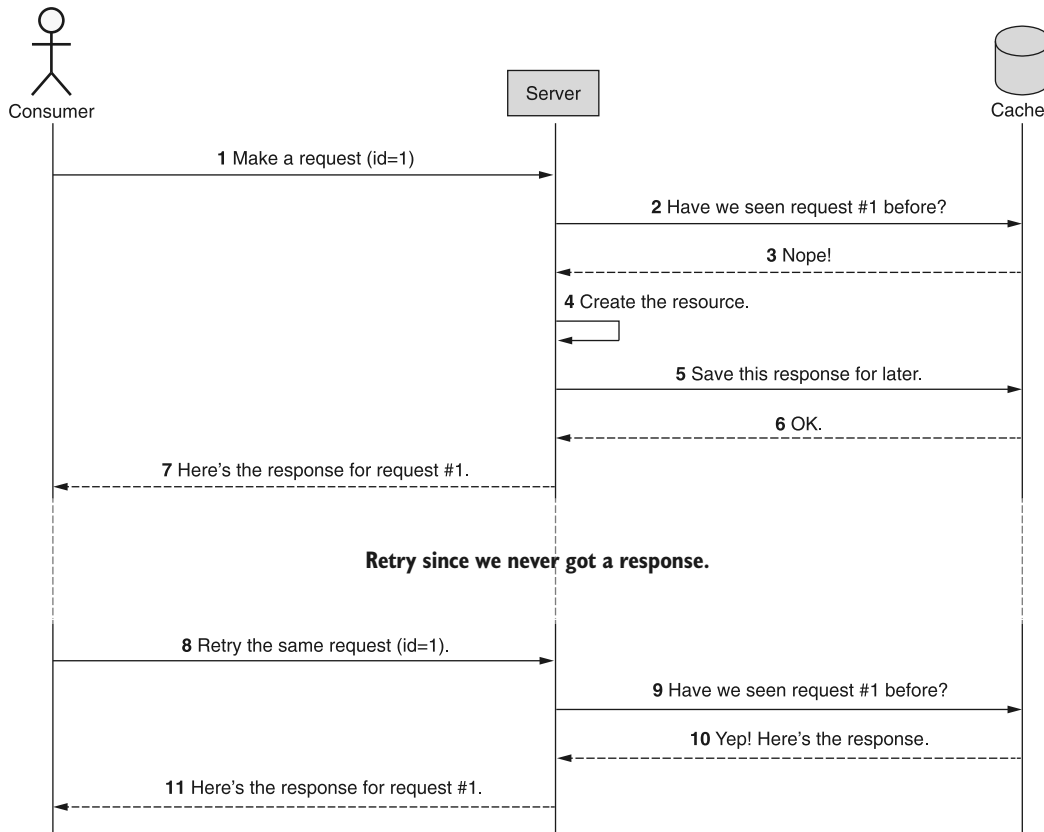 Consumer
Server
Cache
1 Make a request (id=1)
2 Have we seen request #1 before?
3 Nope!
4 Create the resource.
5 Save this response for later.
6 OK.
7 Here’s the response for request #1.
Retry since we never got a response.
8 Retry the same request (id=1).
9 Have we seen request #1 before?
10 Yep! Here’s the response.
11 Here’s the response for request #1.